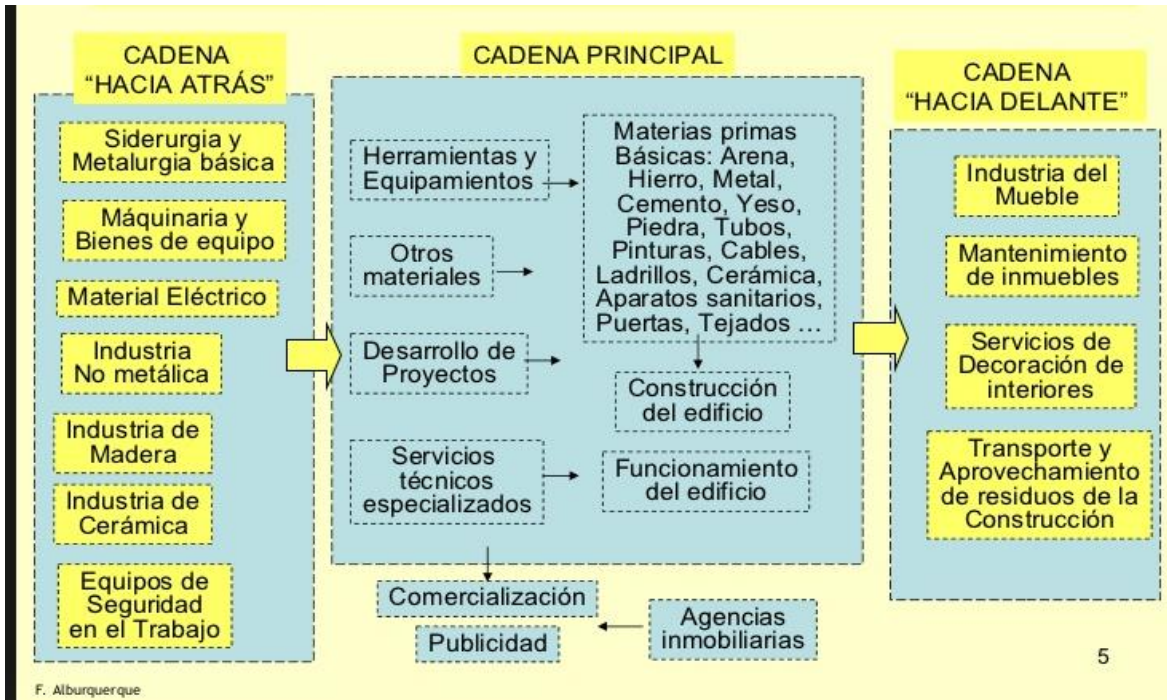 CADENA
“HACIA ATRÁS”
Siderurgia y
Metalurgia básica
Máquinaria y
Bienes de equipo
Material Eléctrico
Industria
No metálica
Industria de
Madera
Industria de
Cerámica
Equipos de
Seguridad
en el Trabajo
CADENA PRINCIPAL
Herramientas y
Equipamientos
Otros
materiales
Desarrollo de
Proyectos
Servicios
técnicos
especializados
Materias primas
Básicas: Arena,
Hierro, Metal,
Cemento, Yeso,
Piedra, Tubos,
Pinturas, Cables,
Ladrillos, Cerámica,
Aparatos sanitarios,
Puertas, Tejados …
Construcción
del edificio
Funcionamiento
del edificio
Comercialización
Publicidad
Agencias
inmobiliarias
CADENA
“HACIA DELANTE”
Industria del
Mueble
Mantenimiento
de inmuebles
Servicios de
Decoración de
interiores
Transporte y
Aprovechamiento
de residuos de la
Construcción
5
F. Alburquerque